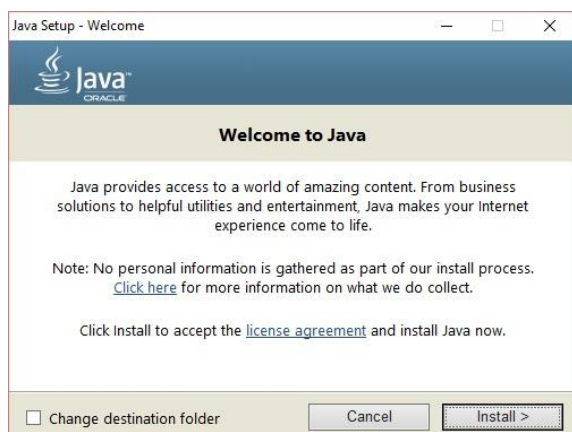 Java Setup - Welcome
Java™
ORACLE
Welcome to Java
Java provides access to a world of amazing content. From business
solutions to helpful utilities and entertainment, Java makes your Internet
experience come to life.
Note: No personal information is gathered as part of our install process.
Click here for more information on what we do collect.
Click Install to accept the license agreement and install Java now.
Change destination folder
Cancel
Install >